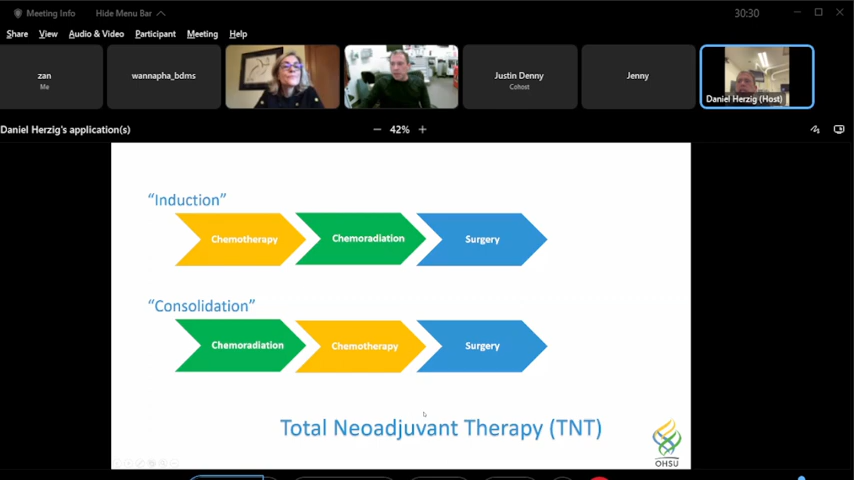 Meeting Info Hide Menu Bar 30:30
Share View Audio & Video Participant Meeting Help
zan
Me
wannapha_bdms
Justin Denny
Cohost
Jenny
Daniel Herzig (Host)
Daniel Herzig's application(s) − 42% +
“Induction”
Chemotherapy Chemoradiation Surgery
“Consolidation”
Chemoradiation Chemotherapy Surgery
Total Neoadjuvant Therapy (TNT)
OHSU